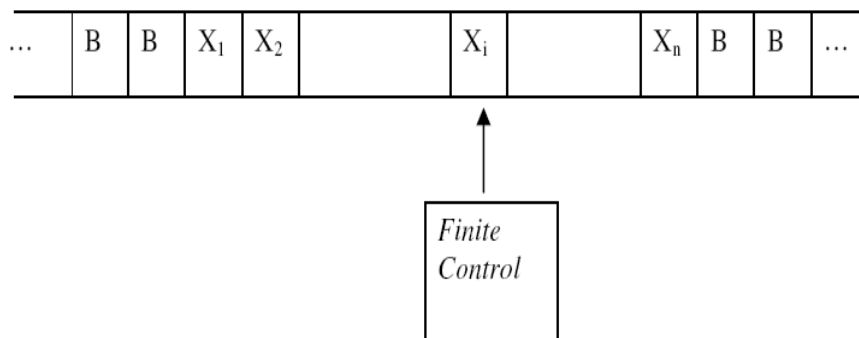 ... B B X₁ X₂ Xᵢ Xₙ B B ...
Finite
Control